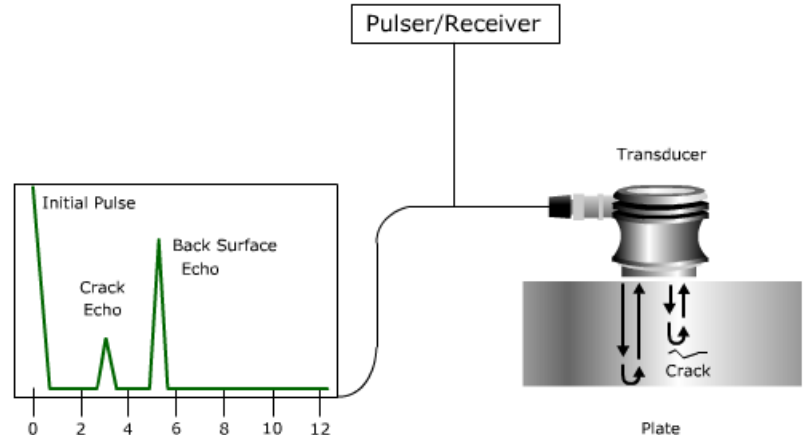 Pulser/Receiver
Transducer
Initial Pulse
Back Surface
Echo
Crack
Echo
Crack
0 2 4 6 8 10 12
Plate